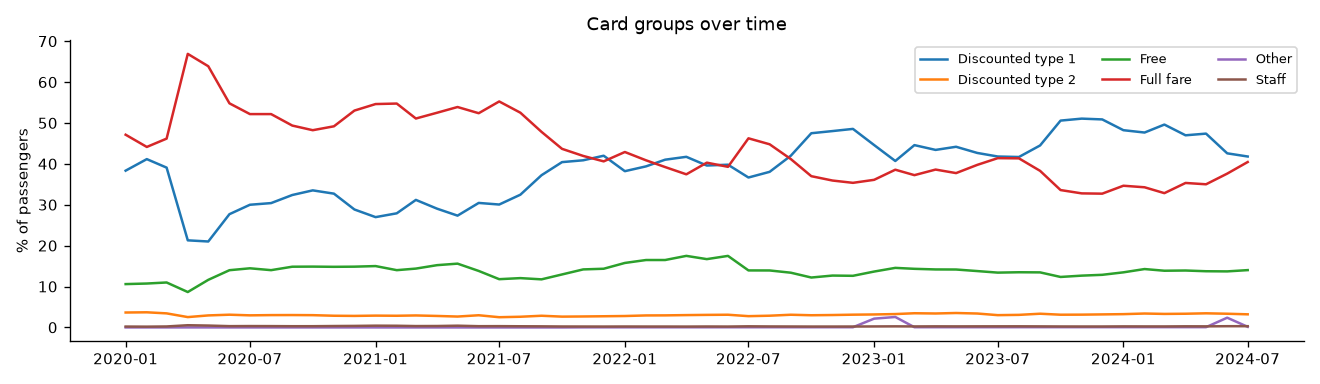 Card groups over time
% of passengers
70
60
50
40
30
20
10
0
Discounted type 1 Free Other
Discounted type 2 Full fare Staff
2020-01 2020-07 2021-01 2021-07 2022-01 2022-07 2023-01 2023-07 2024-01 2024-07